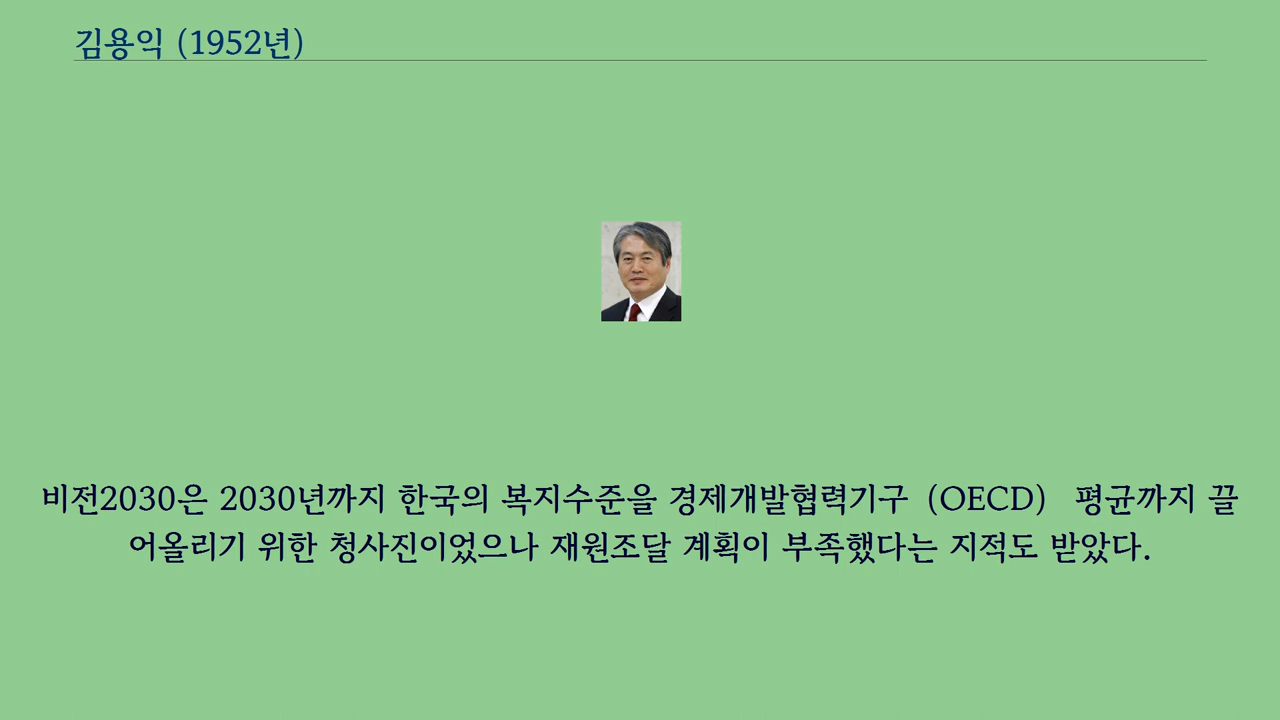 김용익 (1952년)
비전2030은 2030년까지 한국의 복지수준을 경제개발협력기구 (OECD) 평균까지 끌
어올리기 위한 청사진이었으나 재원조달 계획이 부족했다는 지적도 받았다.